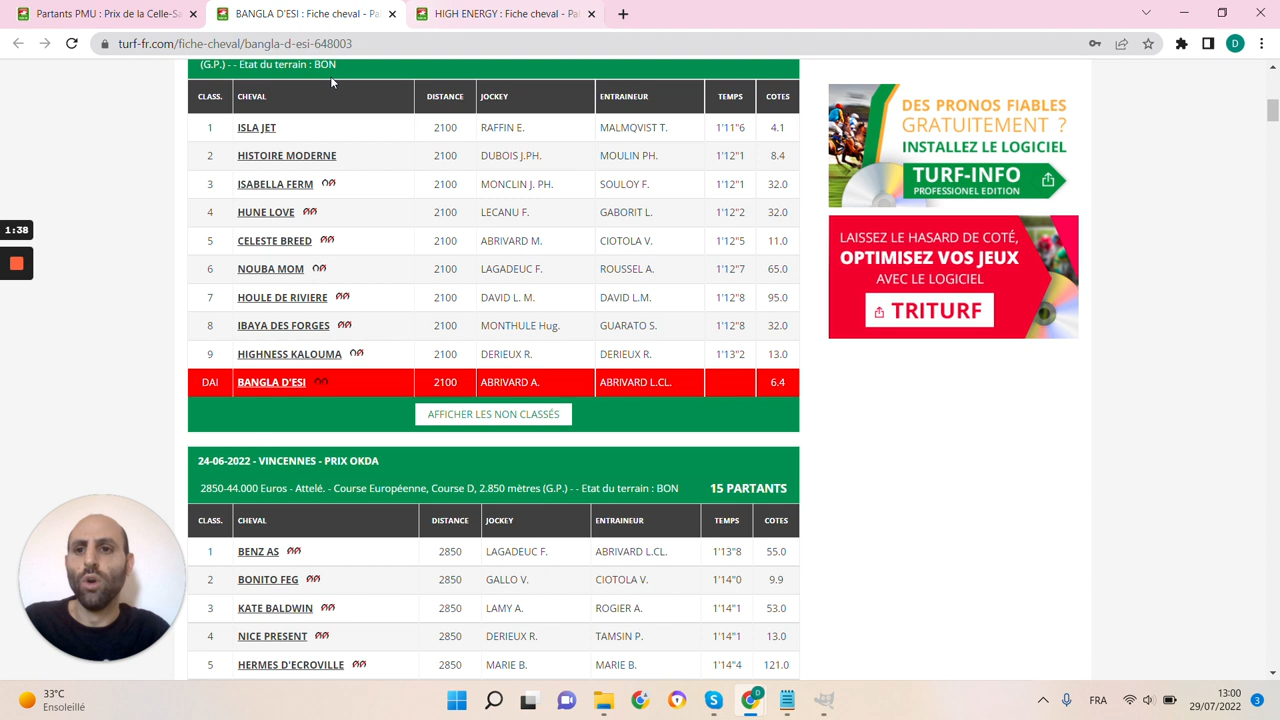 Partants PMU : Prix de la Celle-Sa
BANGLA D'ESI : Fiche cheval - Pa
HIGH ENERGY : Fiche cheval - Pa
turf-fr.com/fiche-cheval/bangla-d-esi-648003
D
(G.P.) - - Etat du terrain : BON
CLASS. CHEVAL DISTANCE JOCKEY ENTRAINEUR TEMPS COTES
1 ISLA JET 2100 RAFFIN E. MALMQVIST T. 1'11"6 4.1
2 HISTOIRE MODERNE 2100 DUBOIS J.PH. MOULIN PH. 1'12"1 8.4
3 ISABELLA FERM 2100 MONCLIN J. PH. SOULOY F. 1'12"1 32.0
4 HUNE LOVE 2100 LECANU F. GABORIT L. 1'12"2 32.0
5 CELESTE BREED 2100 ABRIVARD M. CIOTOLA V. 1'12"5 11.0
6 NOUBA MOM 2100 LAGADEUC F. ROUSSEL A. 1'12"7 65.0
7 HOULE DE RIVIERE 2100 DAVID L. M. DAVID L.M. 1'12"8 95.0
8 IBAYA DES FORGES 2100 MONTHULE Hug. GUARATO S. 1'12"8 32.0
9 HIGHNESS KALOUMA 2100 DERIEUX R. DERIEUX R. 1'13"2 13.0
DAI BANGLA D'ESI 2100 ABRIVARD A. ABRIVARD L.CL. 6.4
AFFICHER LES NON CLASSÉS
24-06-2022 - VINCENNES - PRIX OKDA
2850-44.000 Euros - Attelé. - Course Européenne, Course D, 2.850 mètres (G.P.) - - Etat du terrain : BON 15 PARTANTS
CLASS. CHEVAL DISTANCE JOCKEY ENTRAINEUR TEMPS COTES
1 BENZ AS 2850 LAGADEUC F. ABRIVARD L.CL. 1'13"8 55.0
2 BONITO FEG 2850 GALLO V. CIOTOLA V. 1'14"0 9.9
3 KATE BALDWIN 2850 LAMY A. ROGIER A. 1'14"1 53.0
4 NICE PRESENT 2850 DERIEUX R. TAMSIN P. 1'14"1 13.0
5 HERMES D'ECROVILLE 2850 MARIE B. MARIE B. 1'14"4 121.0
DES PRONOS FIABLES
GRATUITEMENT ?
INSTALLEZ LE LOGICIEL
TURF-INFO
PROFESSIONEL EDITION
LAISSEZ LE HASARD DE COTÉ,
OPTIMISEZ VOS JEUX
AVEC LE LOGICIEL
TRITURF
1:38
33°C
Ensoleillé
D
FRA
13:00
29/07/2022
3